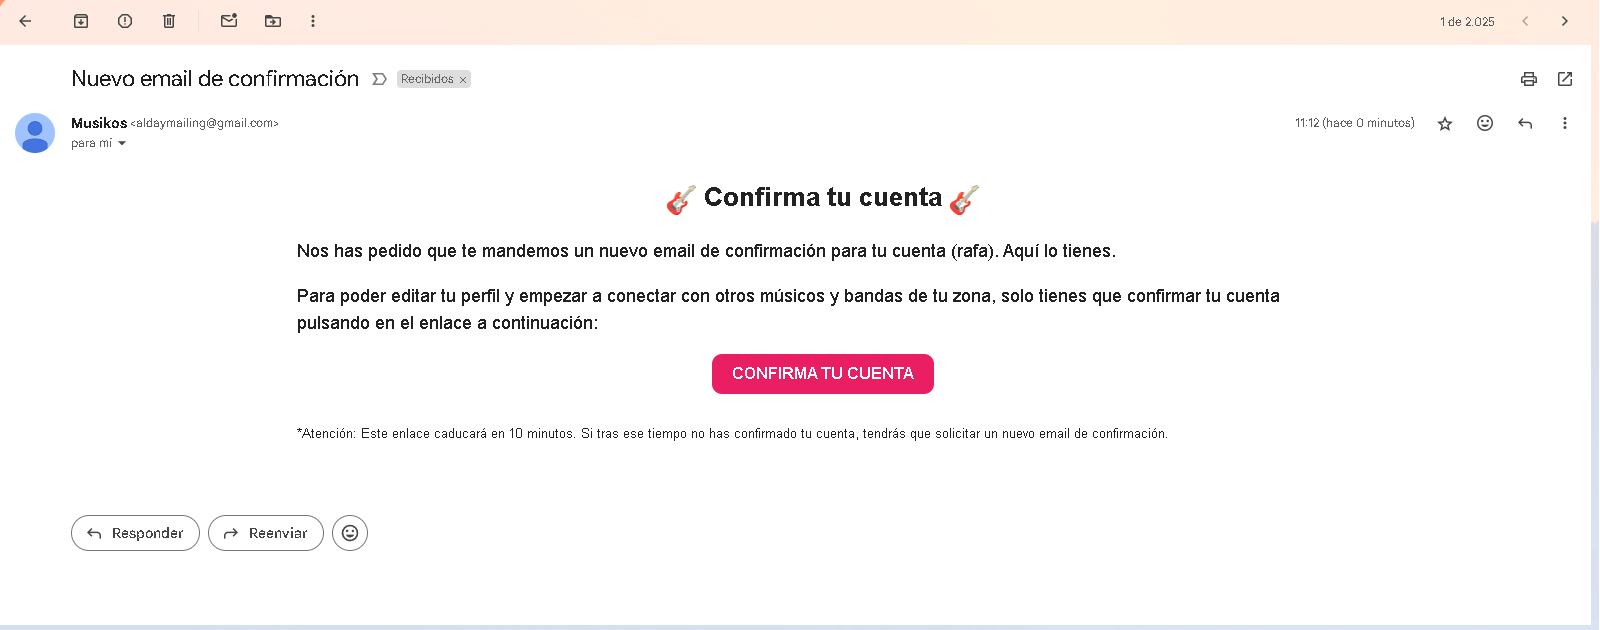 1 de 2.025
Nuevo email de confirmación
Recibidos ×
Musikos <aldaymailing@gmail.com>
11:12 (hace 0 minutos)
para mí
Confirma tu cuenta
Nos has pedido que te mandemos un nuevo email de confirmación para tu cuenta (rafa). Aquí lo tienes.
Para poder editar tu perfil y empezar a conectar con otros músicos y bandas de tu zona, solo tienes que confirmar tu cuenta
pulsando en el enlace a continuación:
CONFIRMA TU CUENTA
*Atención: Este enlace caducará en 10 minutos. Si tras ese tiempo no has confirmado tu cuenta, tendrás que solicitar un nuevo email de confirmación.
Responder
Reenviar